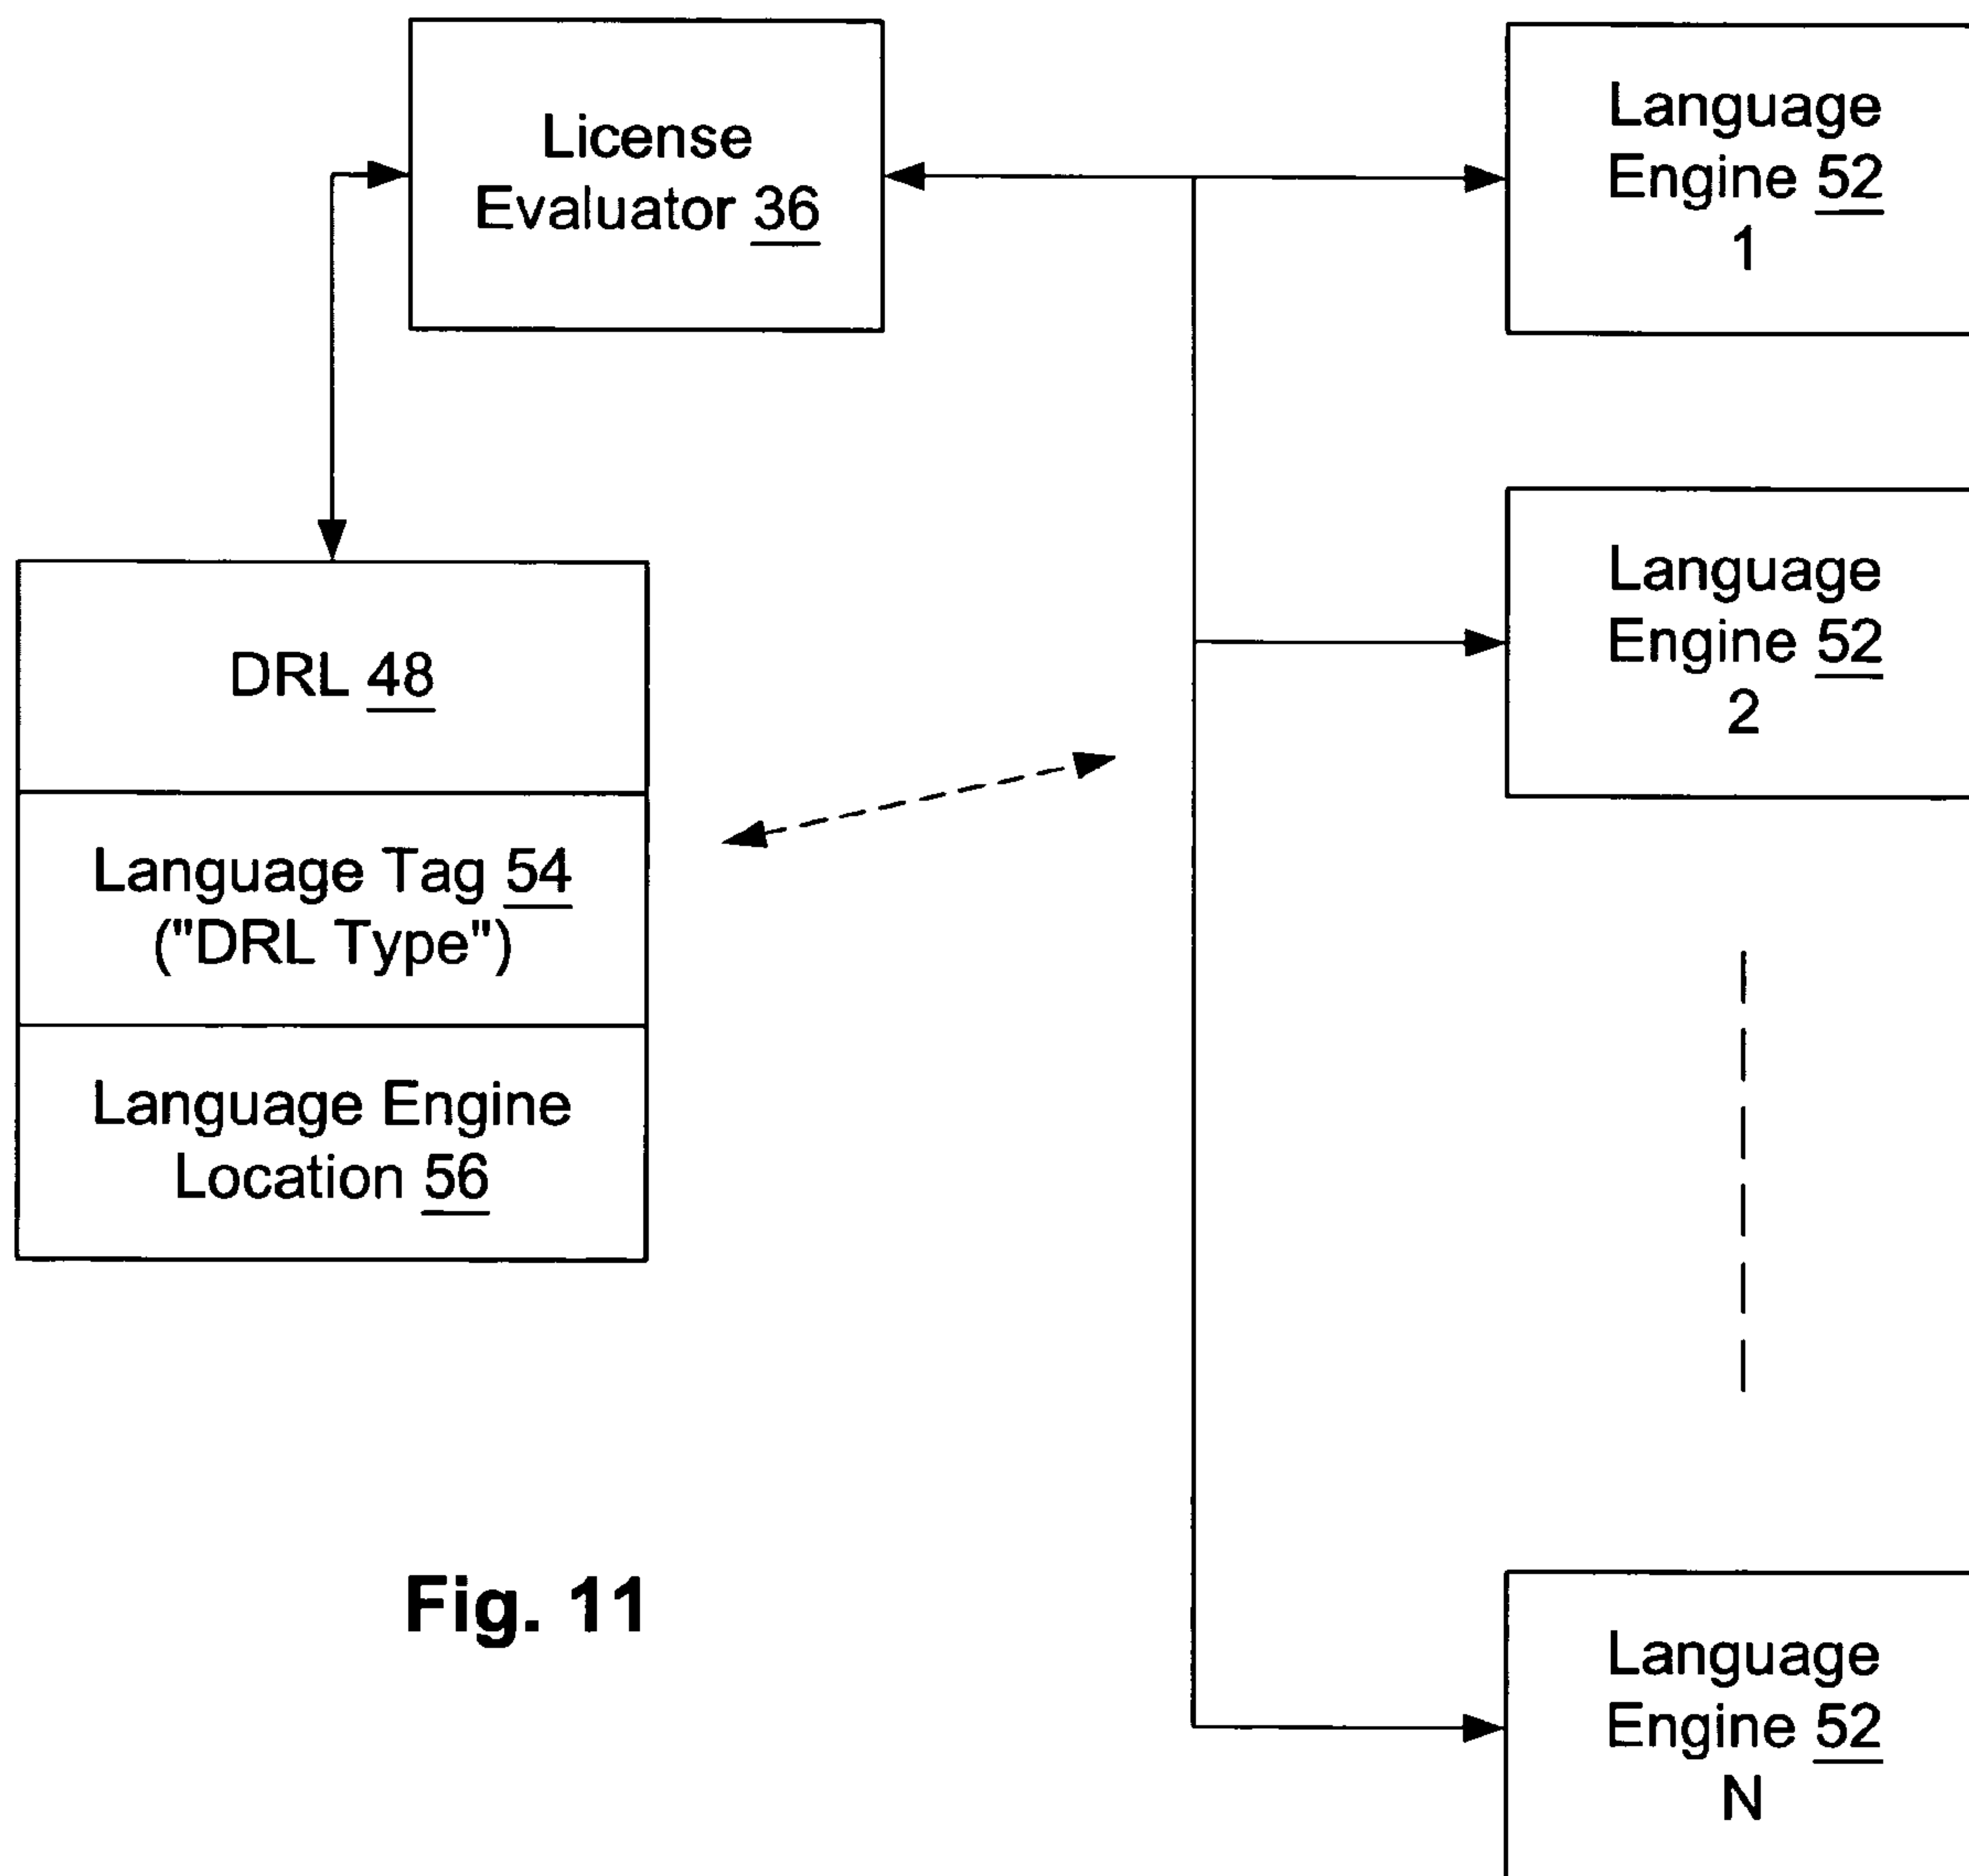 License
Evaluator 36
Language
Engine 52
1
Language
Engine 52
2
DRL 48
Language Tag 54
("DRL Type")
Language Engine
Location 56
Fig. 11
Language
Engine 52
N